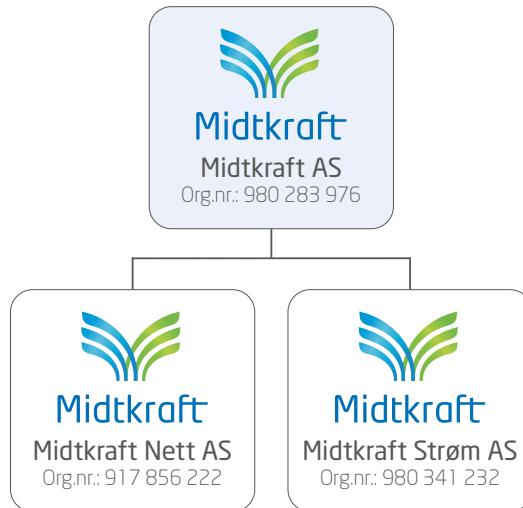 Midtkraft
Midtkraft AS
Org.nr.: 980 283 976
Midtkraft
Midtkraft Nett AS
Org.nr.: 917 856 222
Midtkraft
Midtkraft Strøm AS
Org.nr.: 980 341 232